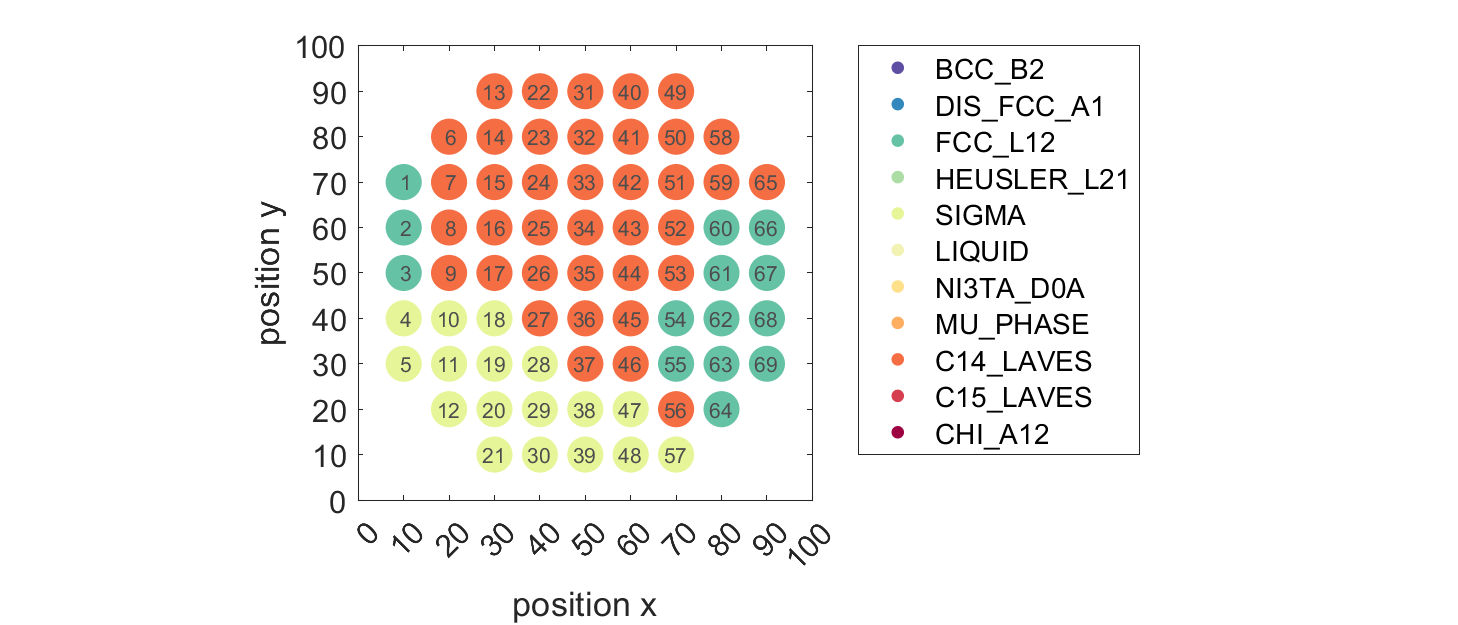 100
90
80
70
60
50
40
30
20
10
0
position y
13 22 31 40 49
6 14 23 32 41 50 58
1 7 15 24 33 42 51 59 65
2 8 16 25 34 43 52 60 66
3 9 17 26 35 44 53 61 67
4 10 18 27 36 45 54 62 68
5 11 19 28 37 46 55 63 69
12 20 29 38 47 56 64
21 30 39 48 57
0 10 20 30 40 50 60 70 80 90 100
position x
BCC_B2
DIS_FCC_A1
FCC_L12
HEUSLER_L21
SIGMA
LIQUID
NI3TA_D0A
MU_PHASE
C14_LAVES
C15_LAVES
CHI_A12